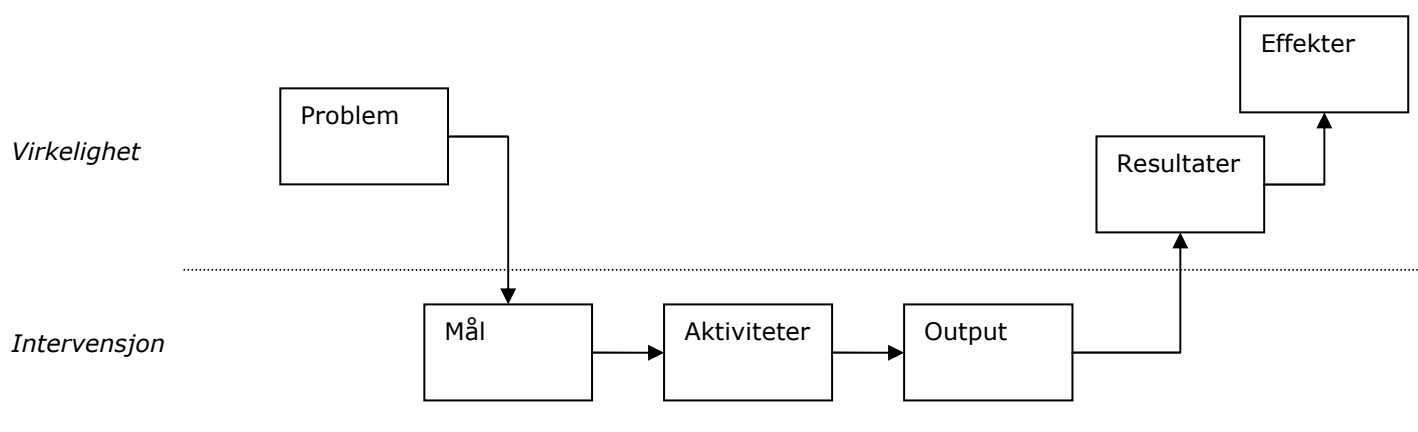 Effekter
Problem
Virkelighet
Resultater
Mål
Aktiviteter
Output
Intervensjon